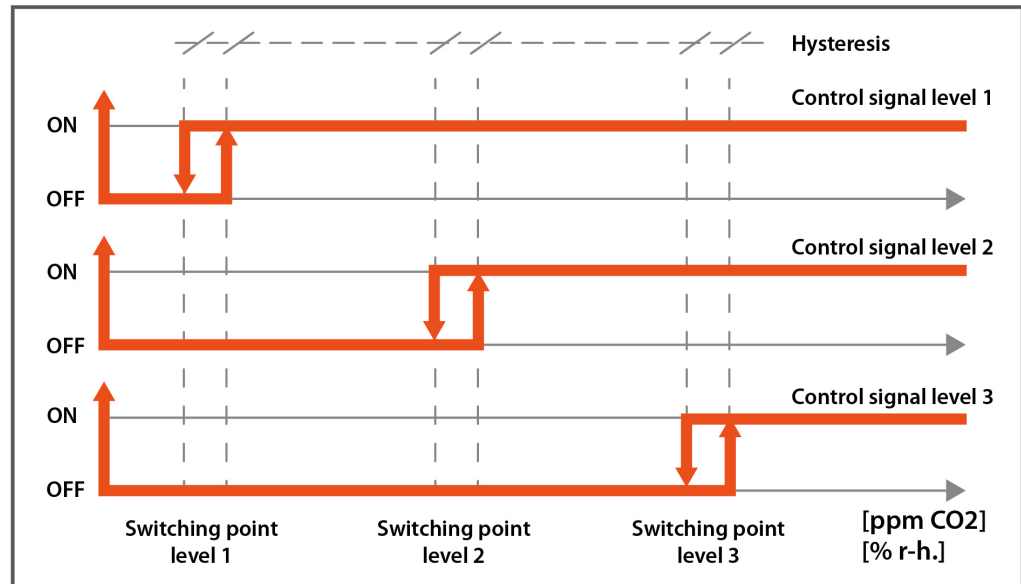 Hysteresis
Control signal level 1
ON
OFF
Control signal level 2
ON
OFF
Control signal level 3
ON
OFF
Switching point
level 1
Switching point
level 2
Switching point
level 3
[ppm CO2]
[% r-h.]